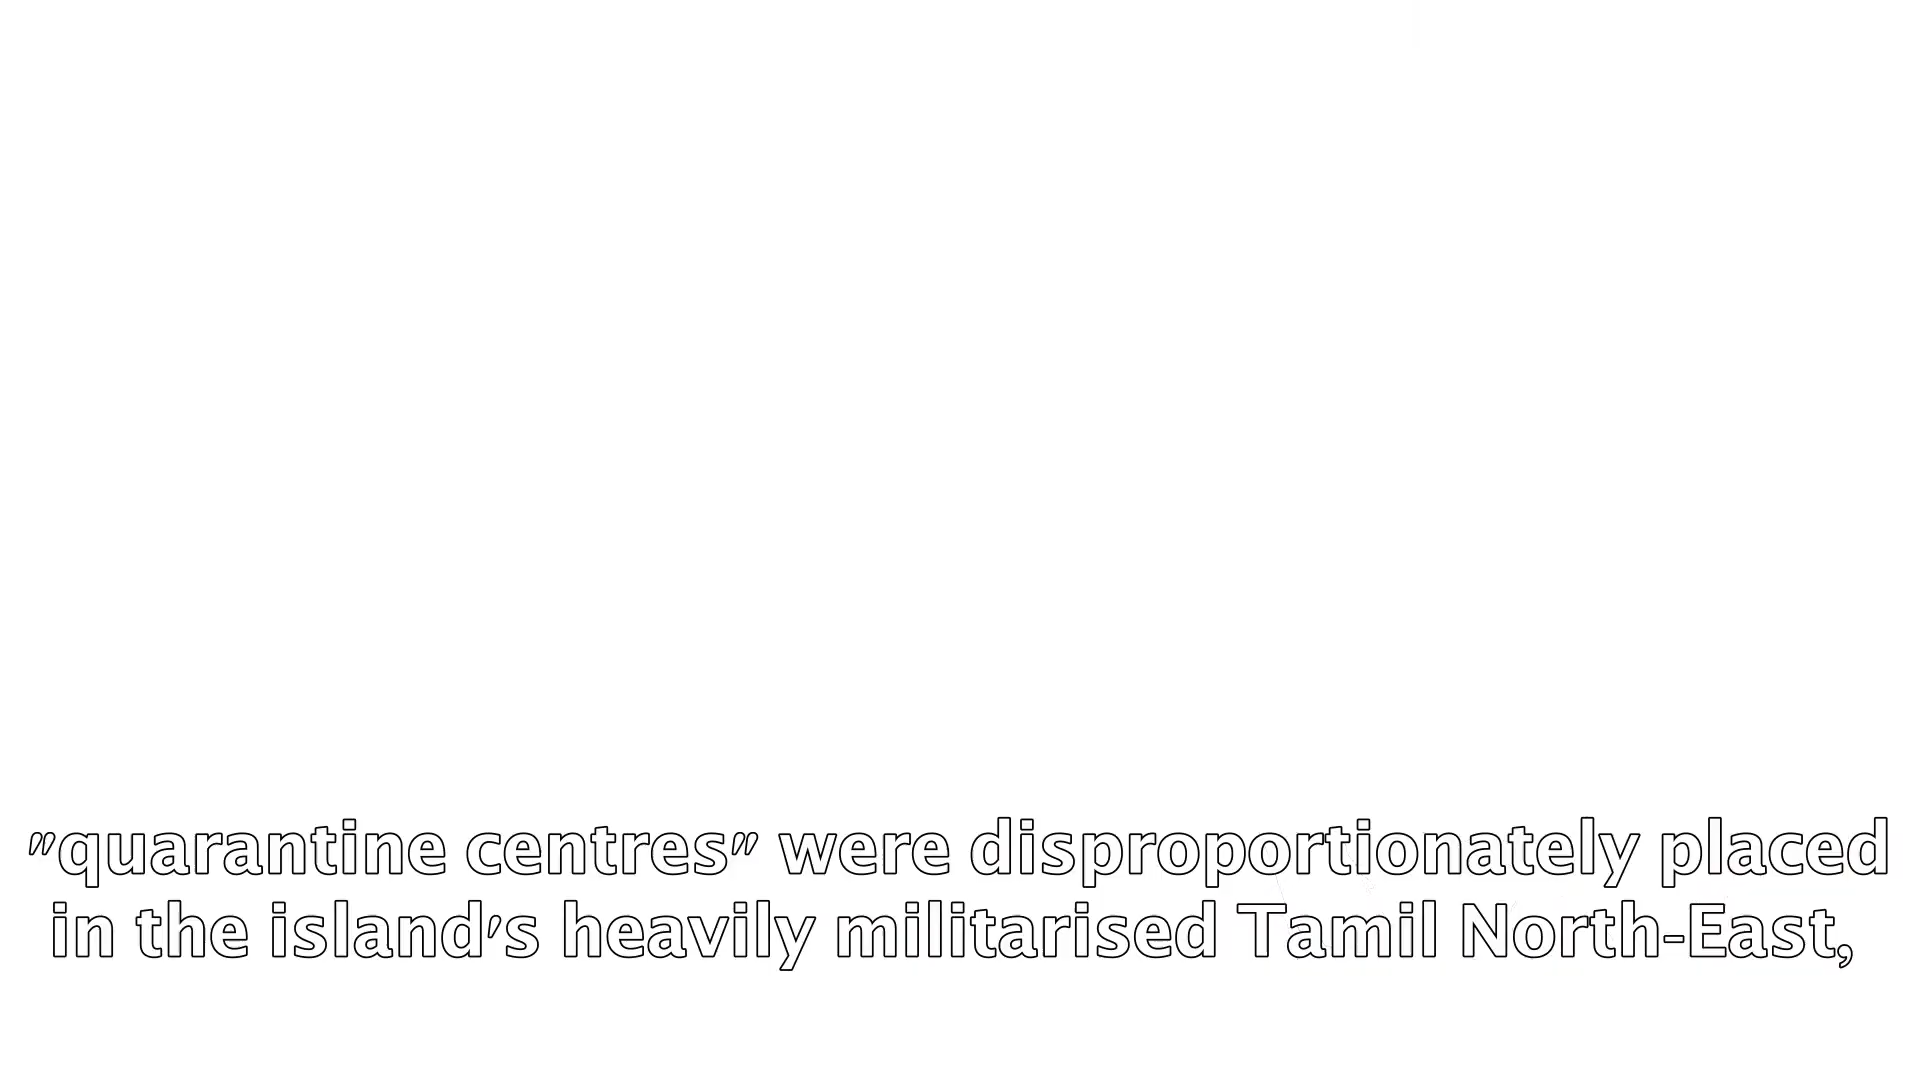 "quarantine centres" were disproportionately placed
in the island's heavily militarised Tamil North-East,